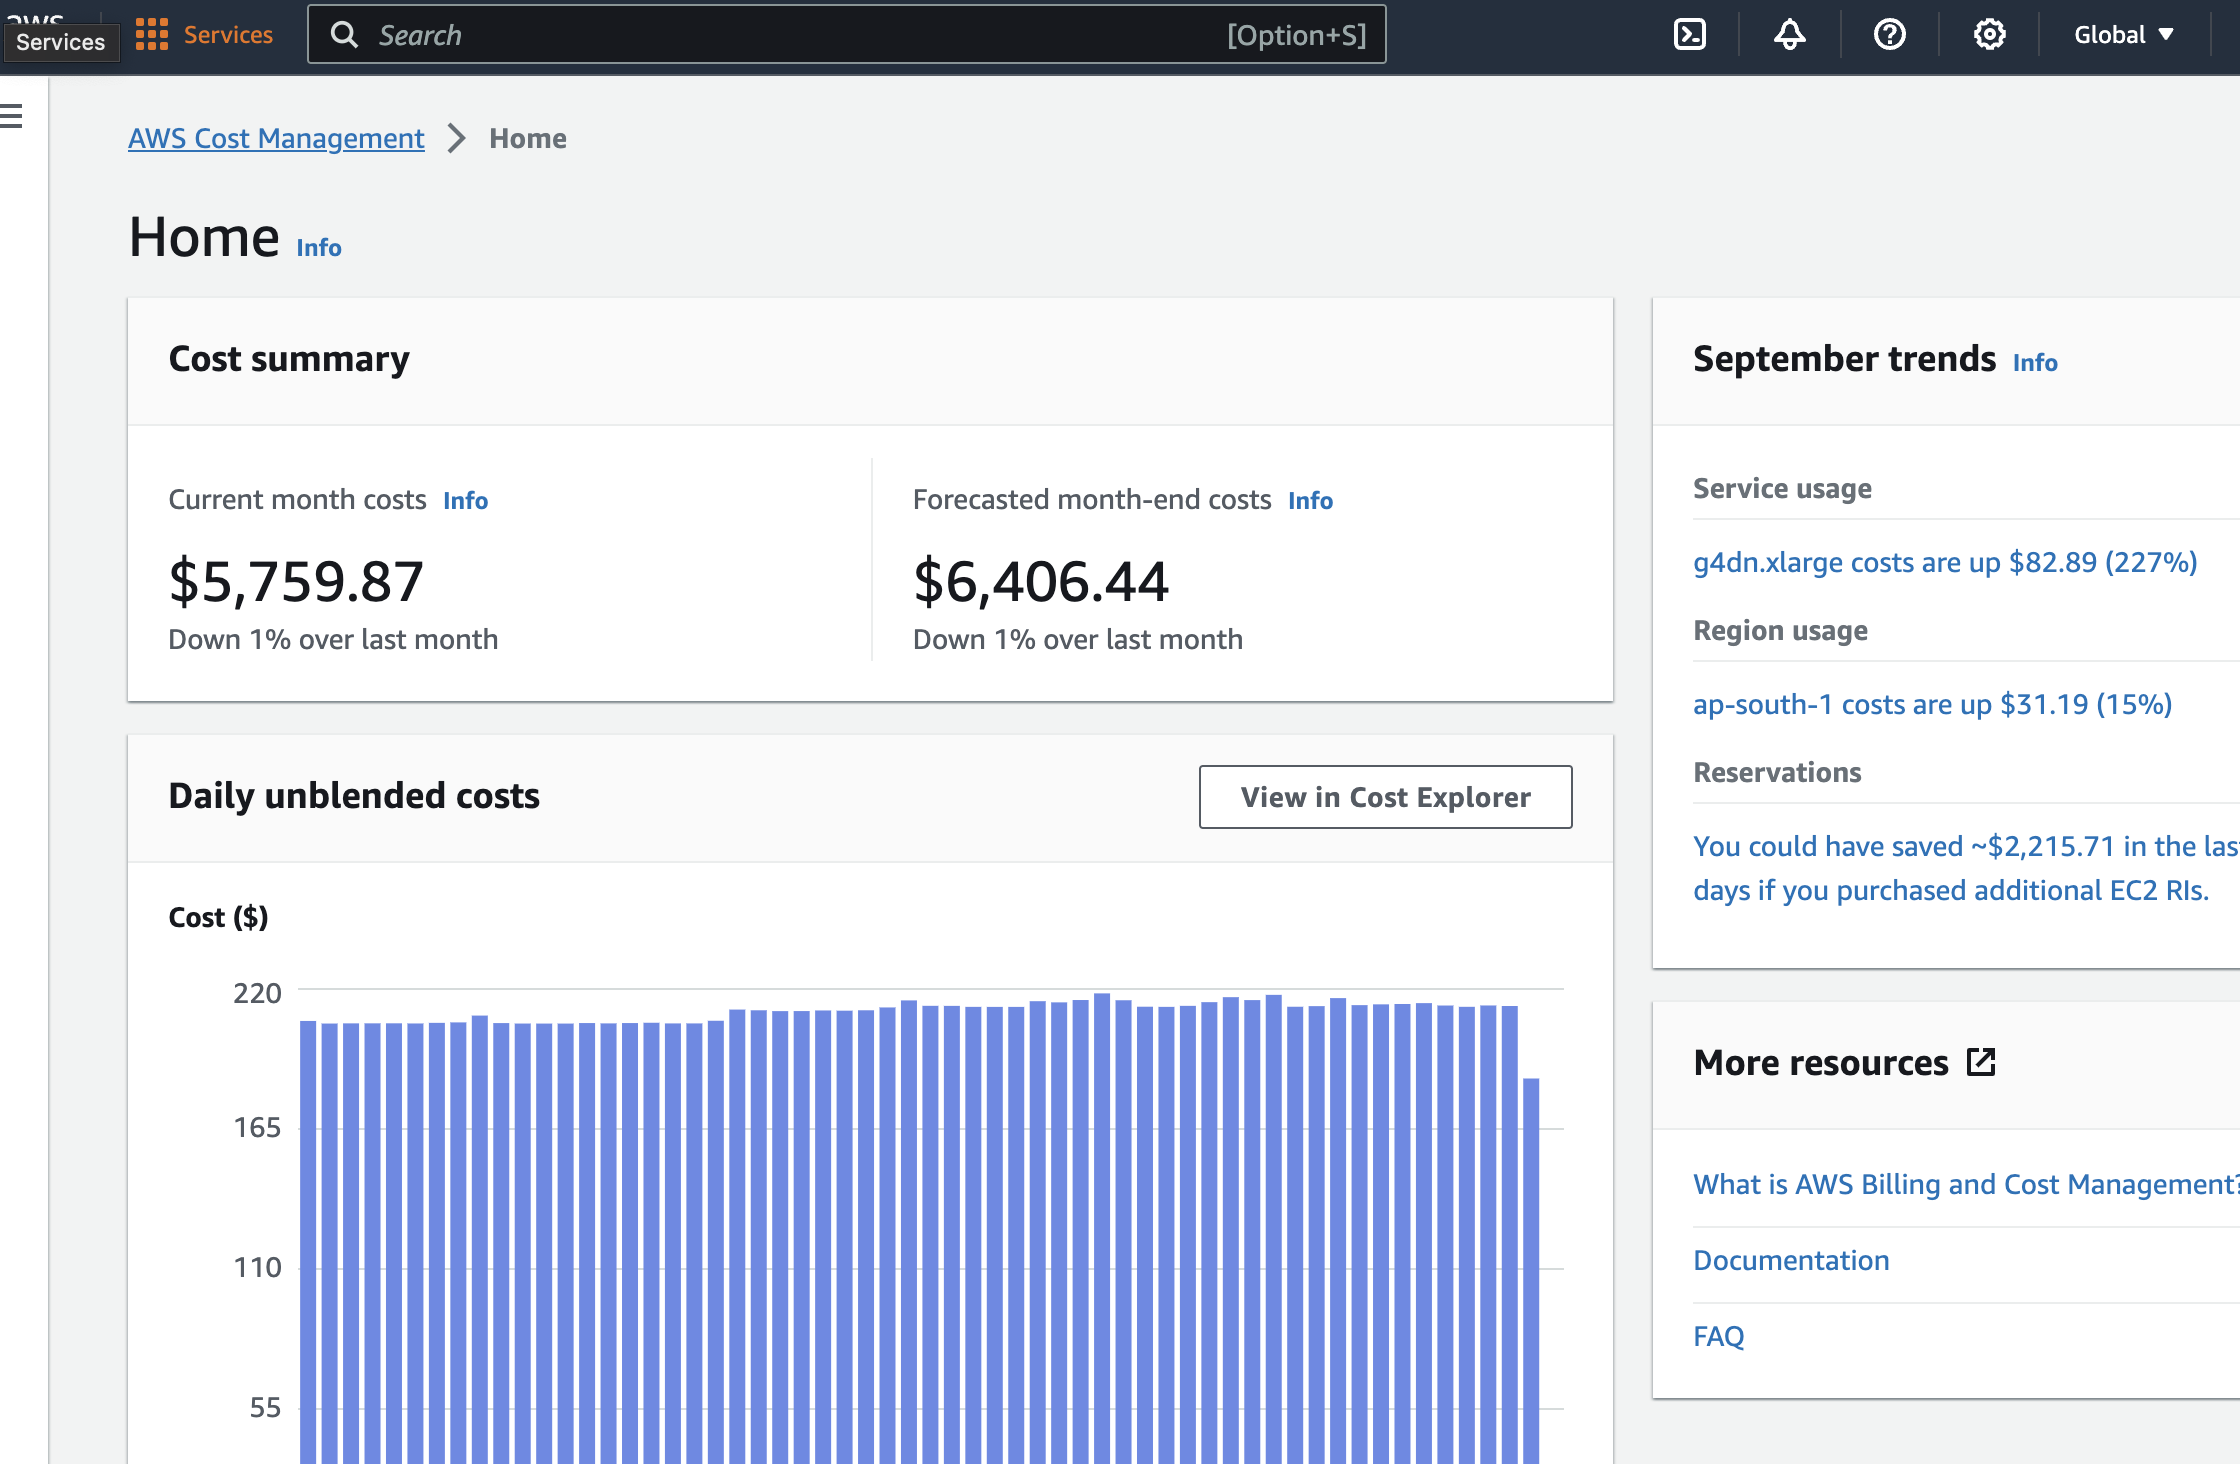 aws
Services
Services
Search
[Option+S]
Global
AWS Cost Management
Home
Home Info
Cost summary
Current month costs Info
$5,759.87
Down 1% over last month
Forecasted month-end costs Info
$6,406.44
Down 1% over last month
Daily unblended costs
View in Cost Explorer
Cost ($)
220
165
110
55
September trends Info
Service usage
g4dn.xlarge costs are up $82.89 (227%)
Region usage
ap-south-1 costs are up $31.19 (15%)
Reservations
You could have saved ~$2,215.71 in the las
days if you purchased additional EC2 RIs.
More resources
What is AWS Billing and Cost Management?
Documentation
FAQ